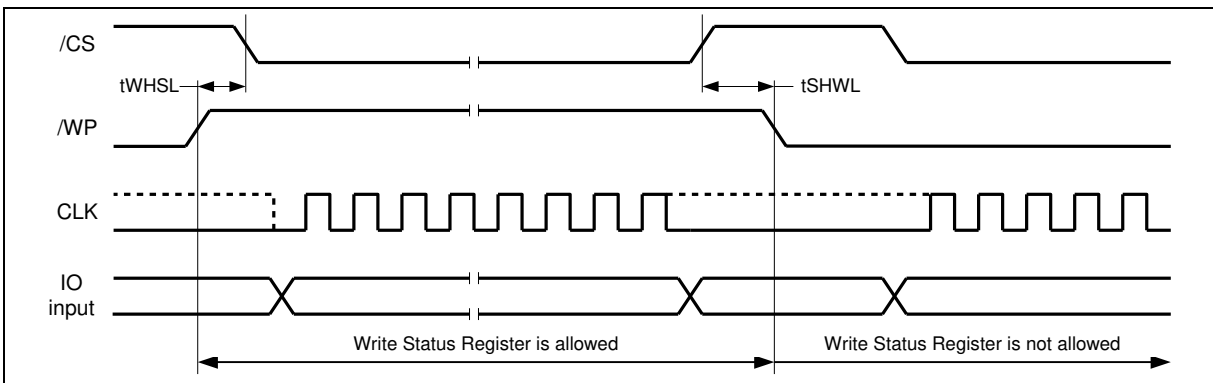 /CS
tWHSL
tSHWL
/WP
CLK
IO
input
Write Status Register is allowed
Write Status Register is not allowed